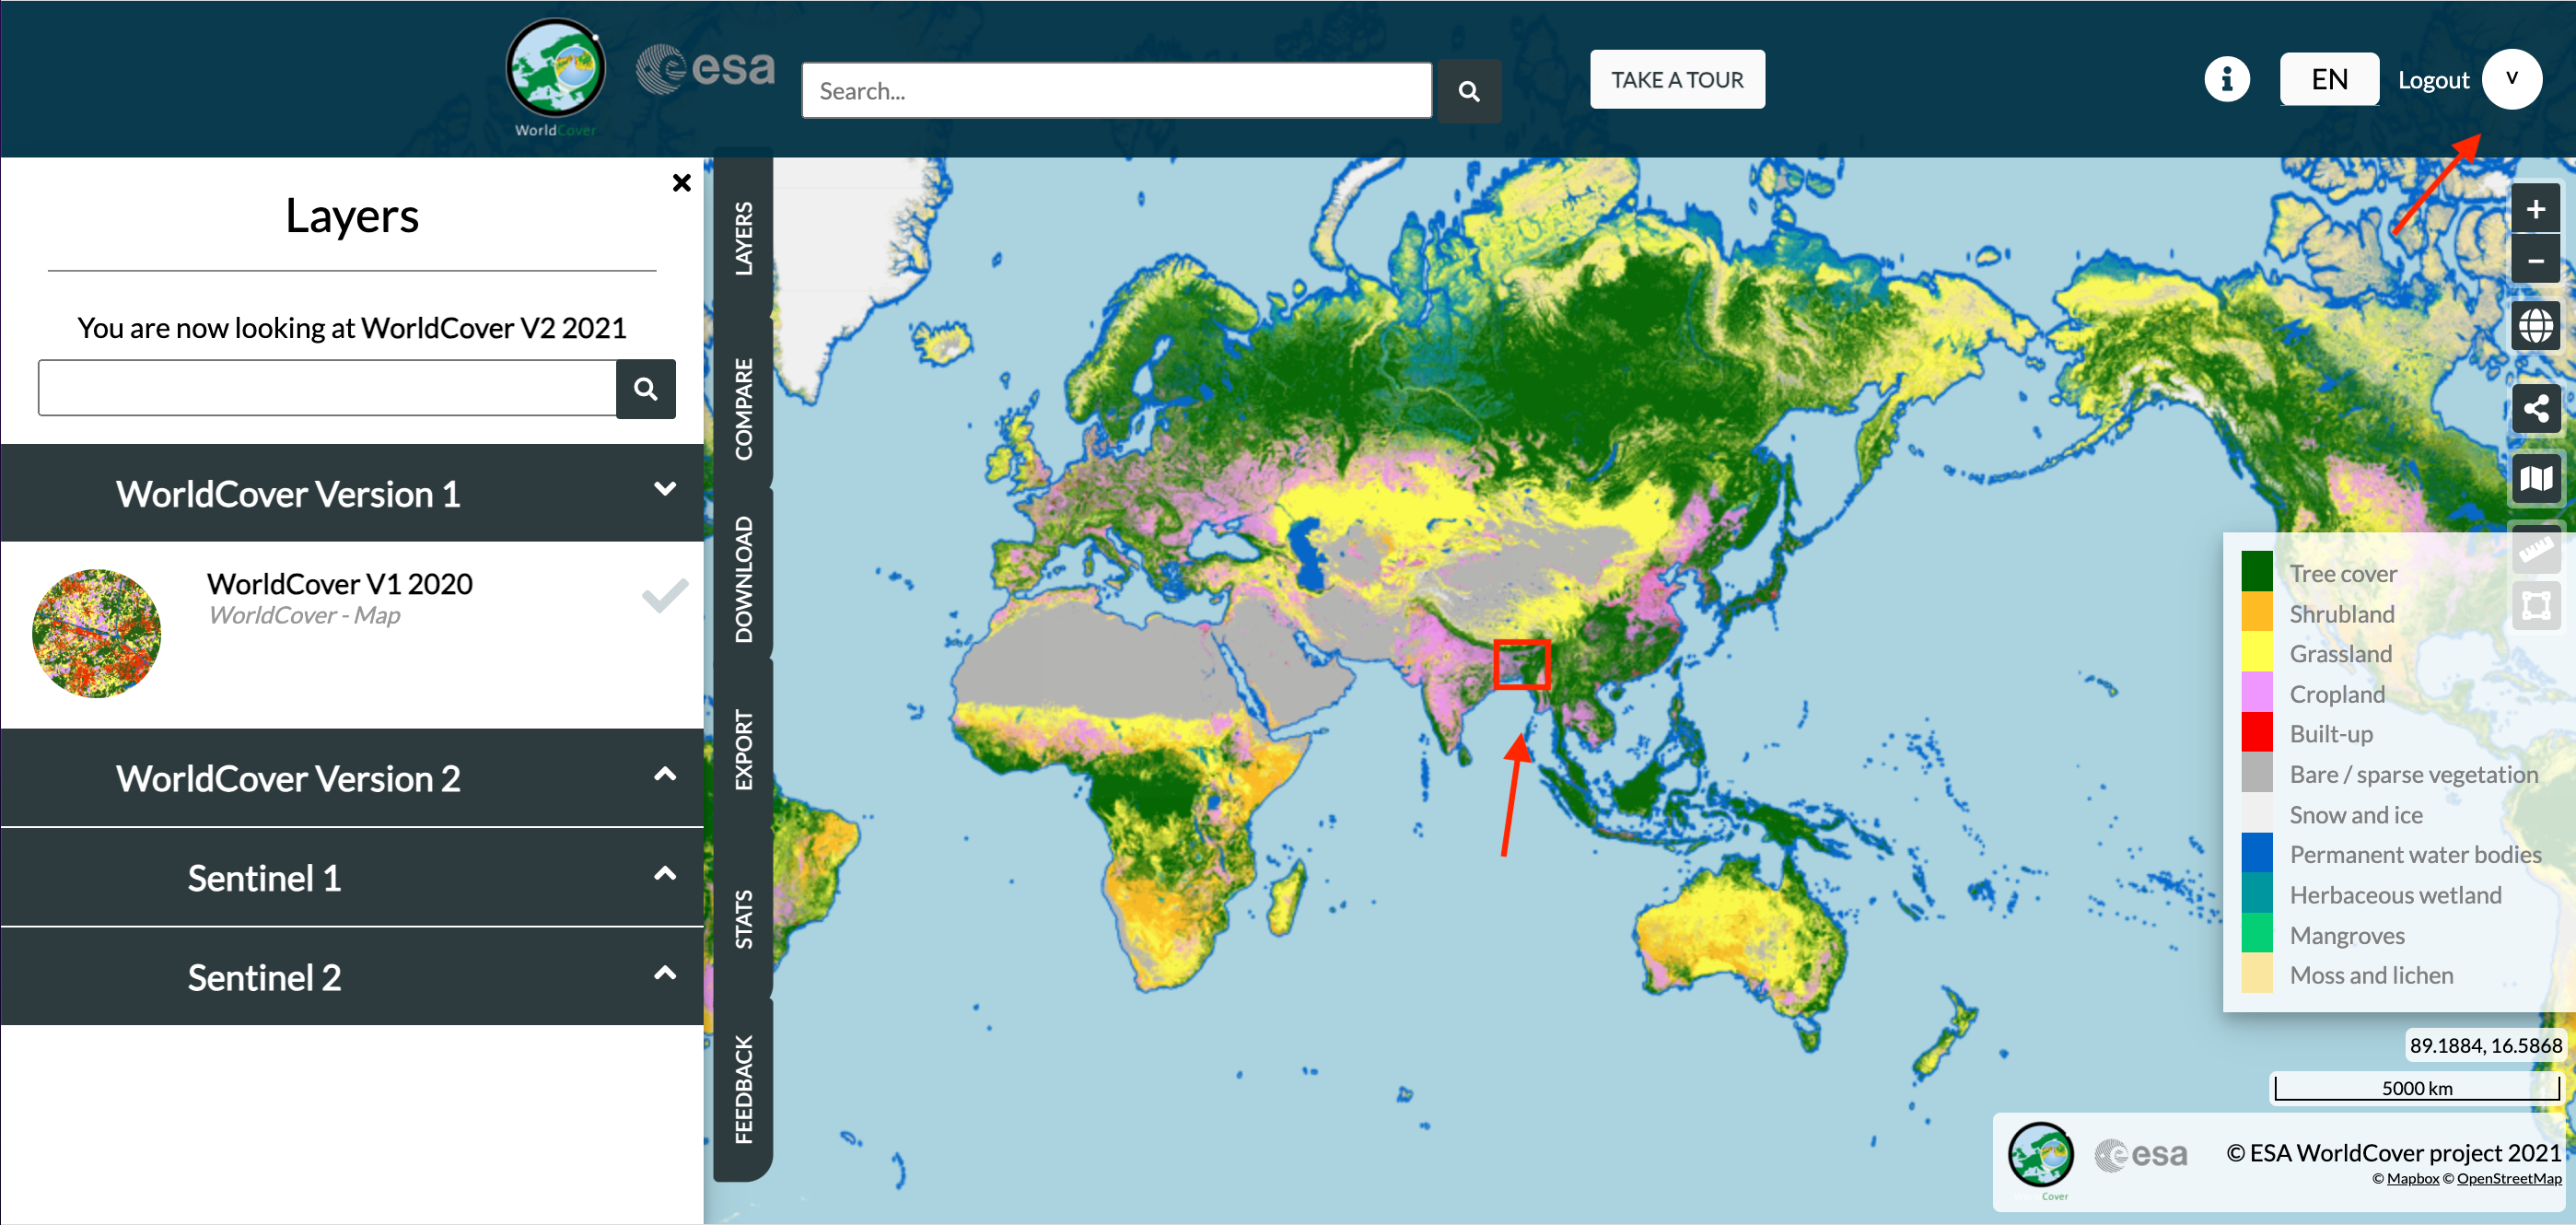 WorldCover
esa
Search...
TAKE A TOUR
EN
Logout
V
Layers
You are now looking at WorldCover V2 2021
WorldCover Version 1
WorldCover V1 2020
WorldCover - Map
WorldCover Version 2
Sentinel 1
Sentinel 2
LAYERS
COMPARE
DOWNLOAD
EXPORT
STATS
FEEDBACK
+
−
Tree cover
Shrubland
Grassland
Cropland
Built-up
Bare / sparse vegetation
Snow and ice
Permanent water bodies
Herbaceous wetland
Mangroves
Moss and lichen
89.1884, 16.5868
5000 km
Cover
esa
© ESA WorldCover project 2021
© Mapbox © OpenStreetMap